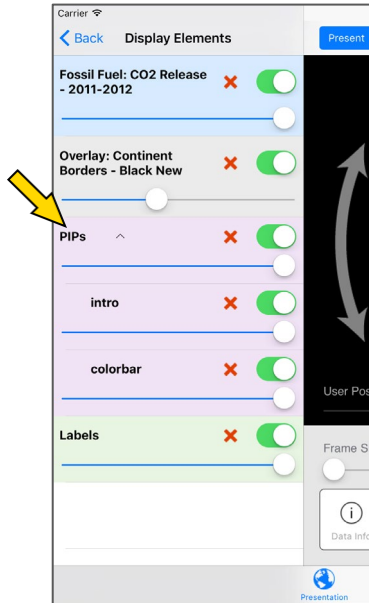 Carrier
Back Display Elements
Present
Fossil Fuel: CO2 Release
- 2011-2012
Overlay: Continent
Borders - Black New
PIPs
intro
colorbar
User Pos
Labels
Frame S
Data Info
Presentation